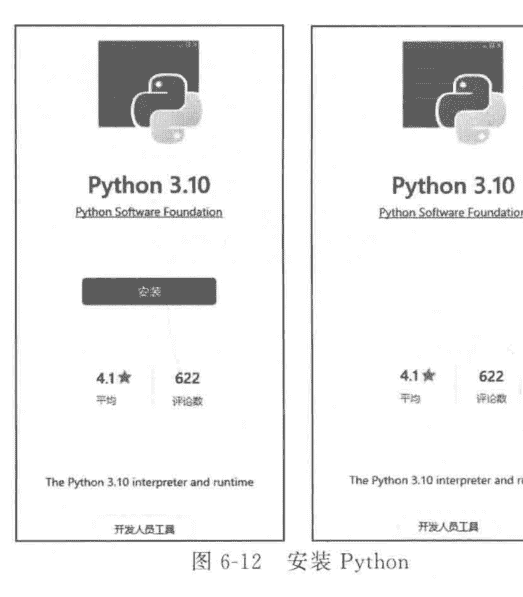 Python 3.10
Python Software Foundation
安装
4.1★ 622
平均 评论数
The Python 3.10 interpreter and runtime
开发人员工具
Python 3.10
Python Software Foundation
4.1★ 622
平均 评论数
The Python 3.10 interpreter and
开发人员工具
图 6-12 安装 Python